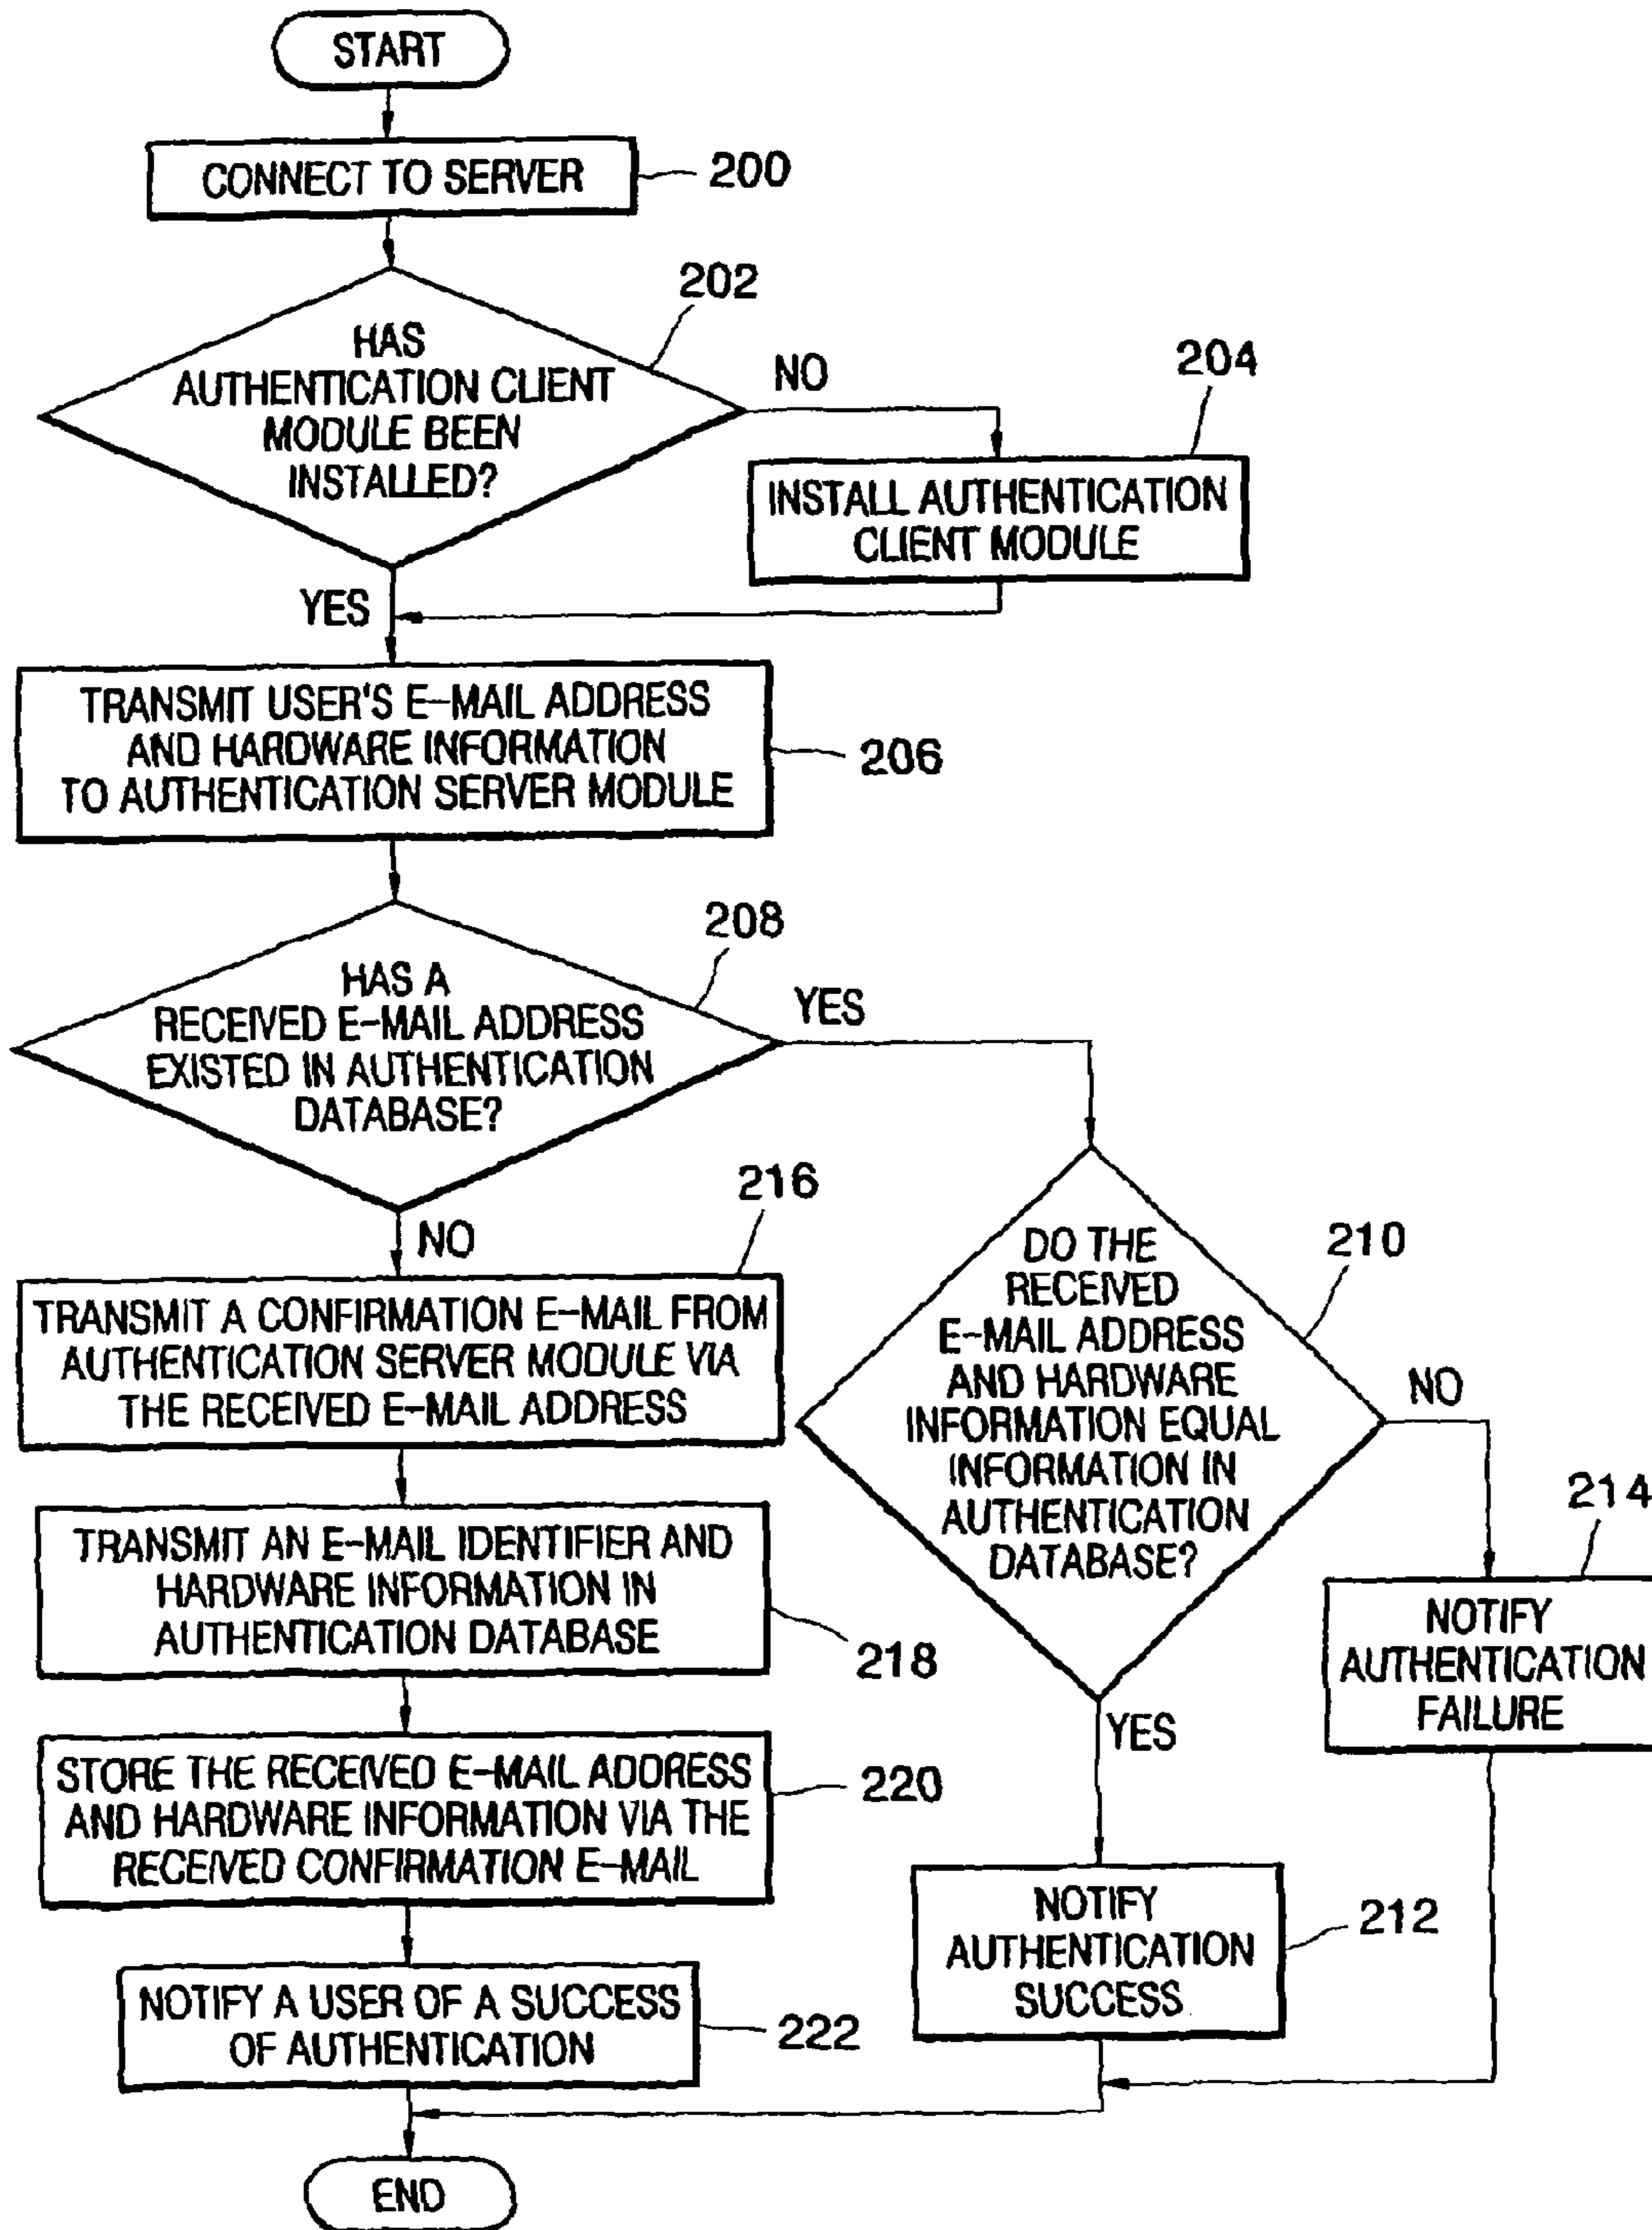 START
CONNECT TO SERVER
200
202
HAS
AUTHENTICATION CLIENT
MODULE BEEN
INSTALLED?
NO
204
INSTALL AUTHENTICATION
CLIENT MODULE
YES
TRANSMIT USER'S E-MAIL ADDRESS
AND HARDWARE INFORMATION
TO AUTHENTICATION SERVER MODULE
206
208
HAS A
RECEIVED E-MAIL ADDRESS
EXISTED IN AUTHENTICATION
DATABASE?
YES
NO
216
TRANSMIT A CONFIRMATION E-MAIL FROM
AUTHENTICATION SERVER MODULE VIA
THE RECEIVED E-MAIL ADDRESS
210
DO THE
RECEIVED
E-MAIL ADDRESS
AND HARDWARE
INFORMATION EQUAL
INFORMATION IN
AUTHENTICATION
DATABASE?
NO
214
NOTIFY
AUTHENTICATION
FAILURE
YES
TRANSMIT AN E-MAIL IDENTIFIER AND
HARDWARE INFORMATION IN
AUTHENTICATION DATABASE
218
STORE THE RECEIVED E-MAIL ADDRESS
AND HARDWARE INFORMATION VIA THE
RECEIVED CONFIRMATION E-MAIL
220
NOTIFY
AUTHENTICATION
SUCCESS
212
NOTIFY A USER OF A SUCCESS
OF AUTHENTICATION
222
END